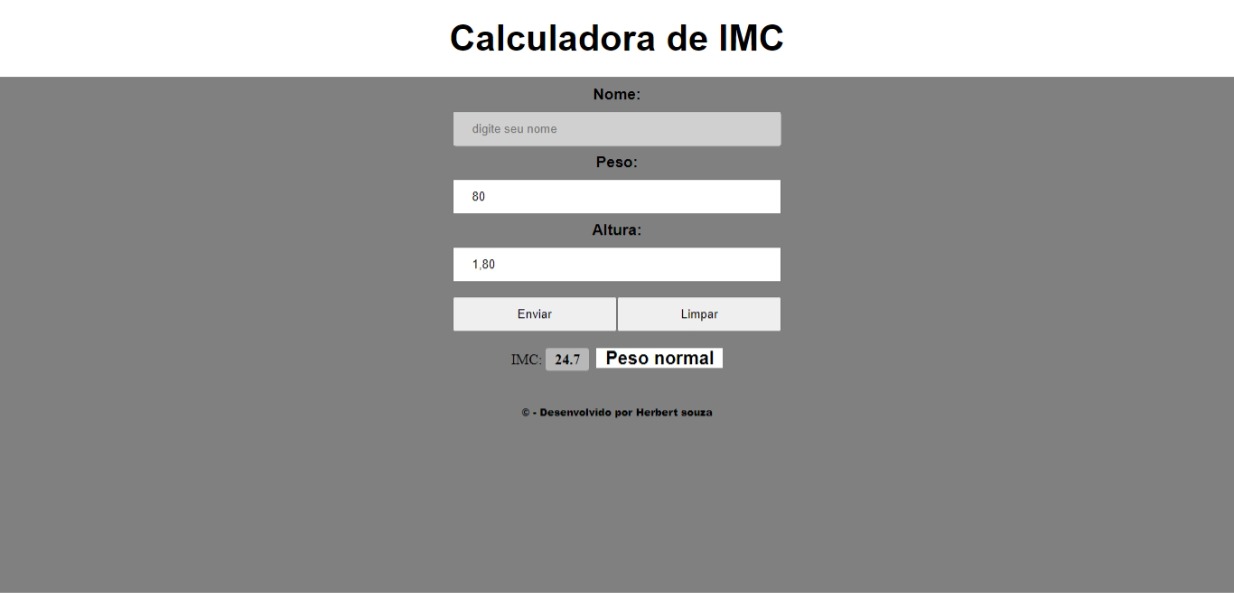 Calculadora de IMC
Nome:
digite seu nome
Peso:
80
Altura:
1,80
Enviar Limpar
IMC: 24.7 Peso normal
© - Desenvolvido por Herbert souza